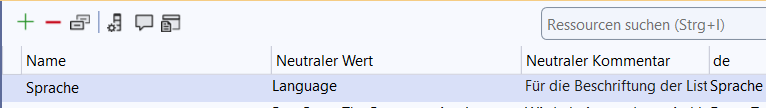 Ressourcen suchen (Strg+I)
Name Neutraler Wert Neutraler Kommentar de
Sprache Language Für die Beschriftung der List Sprache